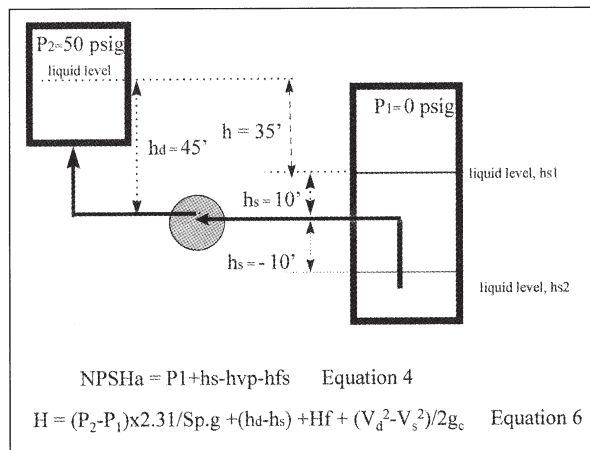 P2=50 psig
liquid level
P1=0 psig
h = 35'
hd = 45'
liquid level, hs1
hs = 10'
hs = - 10'
liquid level, hs2
NPSHa = P1+hs-hvp-hfs Equation 4
H = (P2-P1)x2.31/Sp.g +(hd-hs) +Hf + (Vd²-Vs²)/2gc Equation 6